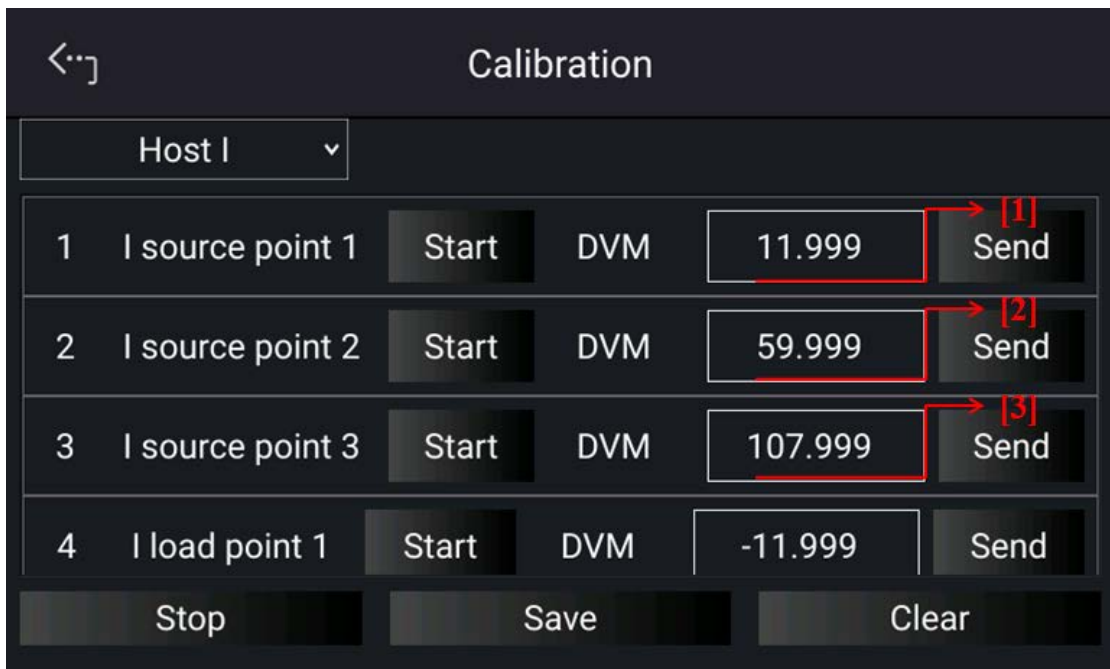 Calibration
Host I
[1]
1 I source point 1 Start DVM 11.999 Send
[2]
2 I source point 2 Start DVM 59.999 Send
[3]
3 I source point 3 Start DVM 107.999 Send
4 I load point 1 Start DVM -11.999 Send
Stop Save Clear